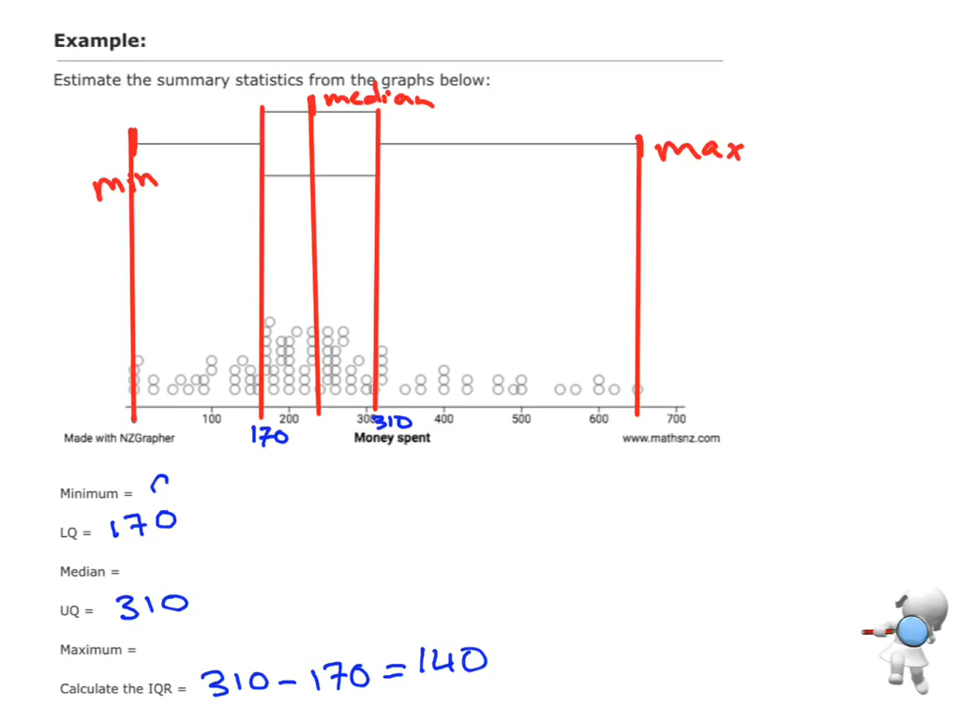 Example:
Estimate the summary statistics from the graphs below:
median
max
min
100 200 300 400 500 600 700
170 310
Made with NZGrapher Money spent www.mathsnz.com
Minimum =
LQ = 170
Median =
UQ = 310
Maximum =
Calculate the IQR = 310 - 170 = 140